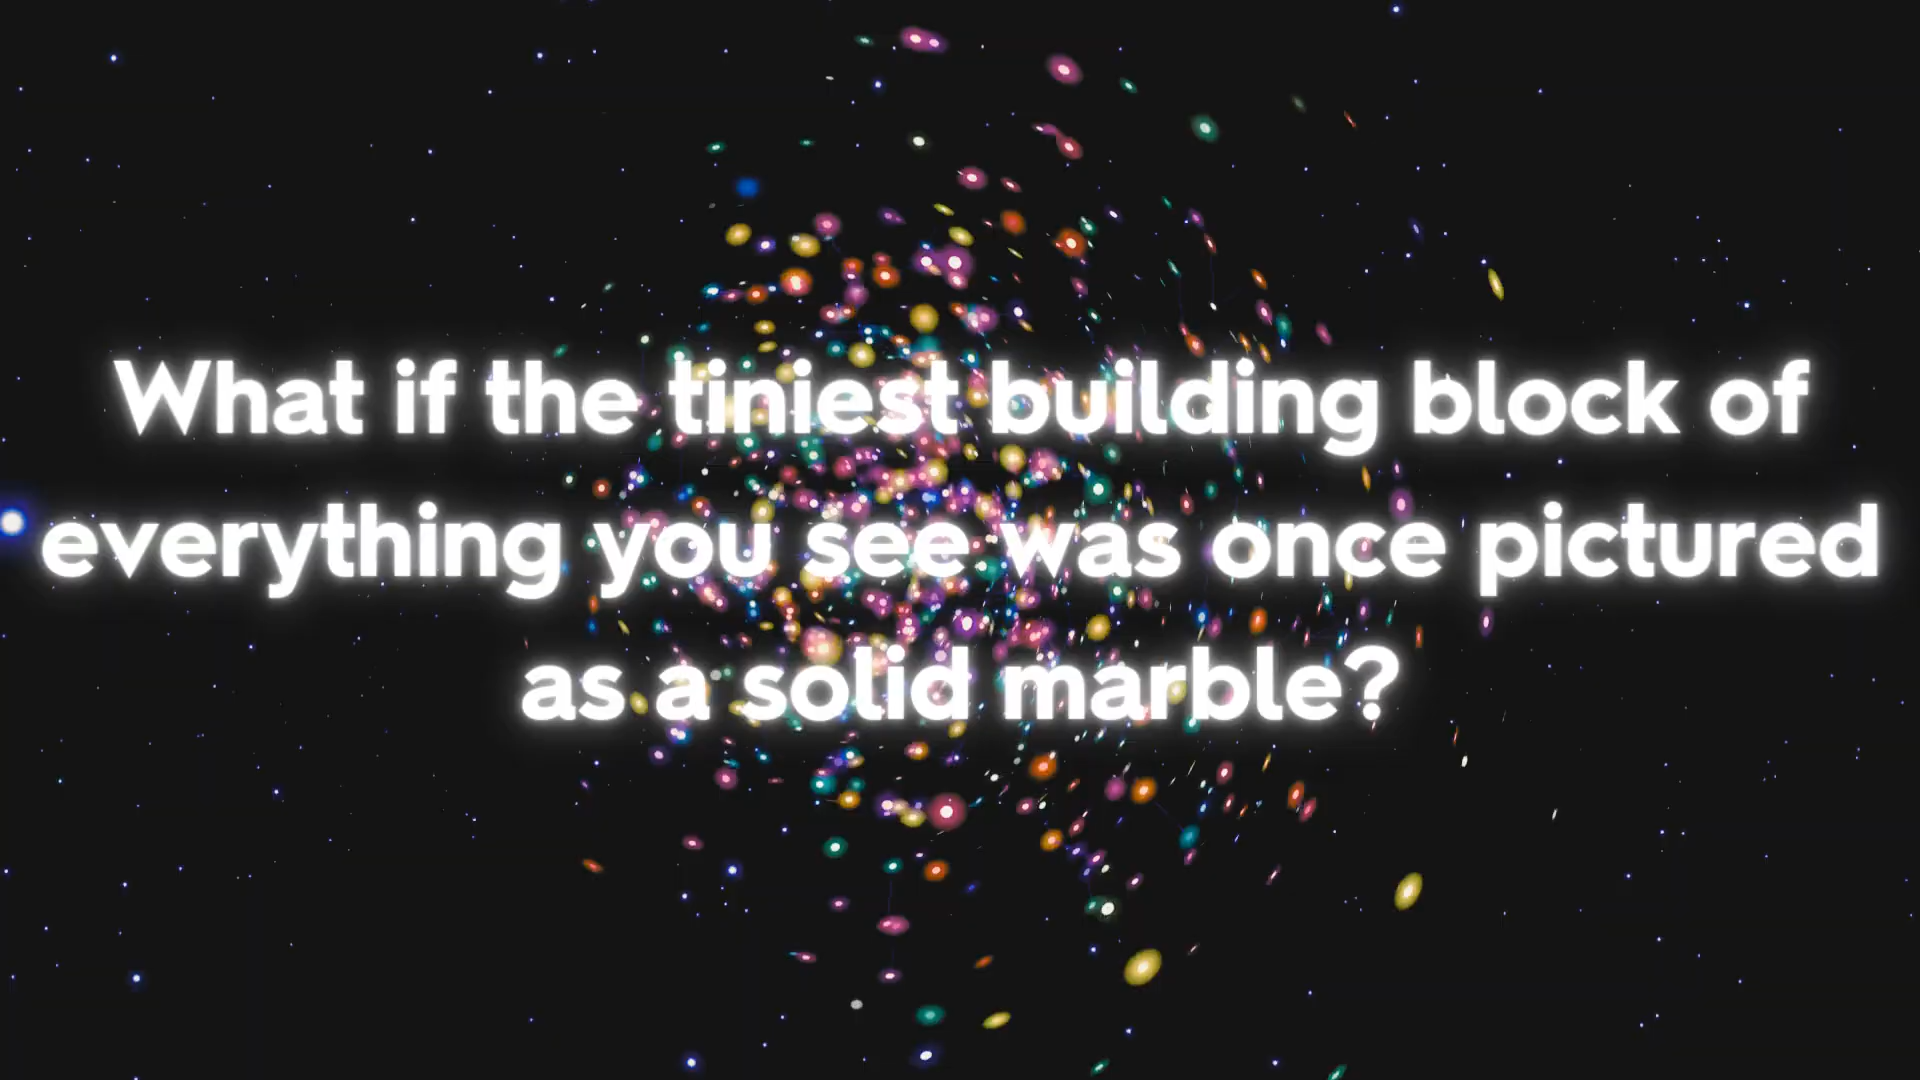 What if the tiniest building block of
everything you see was once pictured
as a solid marble?